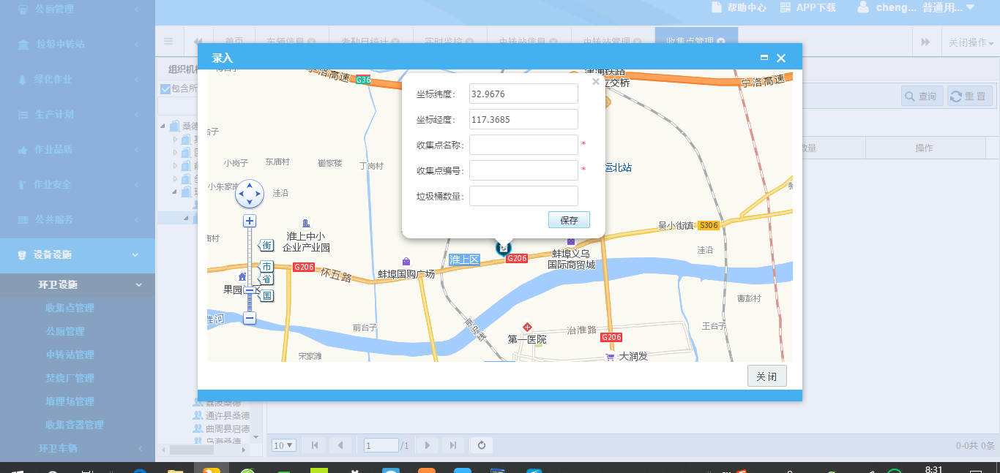 公厕管理
垃圾中转站
绿化作业
生产计划
作业品质
作业安全
公共服务
设备设施
环卫设施
收集点管理
公厕管理
中转站管理
焚烧厂管理
填埋场管理
收集容器管理
环卫车辆
帮助中心 APP下载 cheng... 普通用...
首页 车辆信息 考勤日统计 实时监控 中转站信息 中转站管理 收集点管理 关闭操作
组织机
包含所
桑德
查询 重置
数量 操作
荔波桑德
通许县桑德
曲周县启德
乌海桑德
10 1 /1
0-0共 0条
录入
坐标纬度: 32.9676
坐标经度: 117.3685
收集点名称: *
收集点编号: *
垃圾桶数量:
保存
关闭
G36
宁洛高速
立交桥
运北站
台子
小岗子 东庙村 崔家楼 丁岗村
小朱家岗
洼沿
庙村
淮上中小
企业产业园
吴小街镇 S306
洼沿
街
市
省
国
G206
怀五路
蚌埠国购广场
淮上区
G206
蚌埠义乌
国际商贸城
果园
曹彭村
淮河
前台子
京沪线
第一医院
治淮路
G206
王台子
宋家滩
大润发
8:31